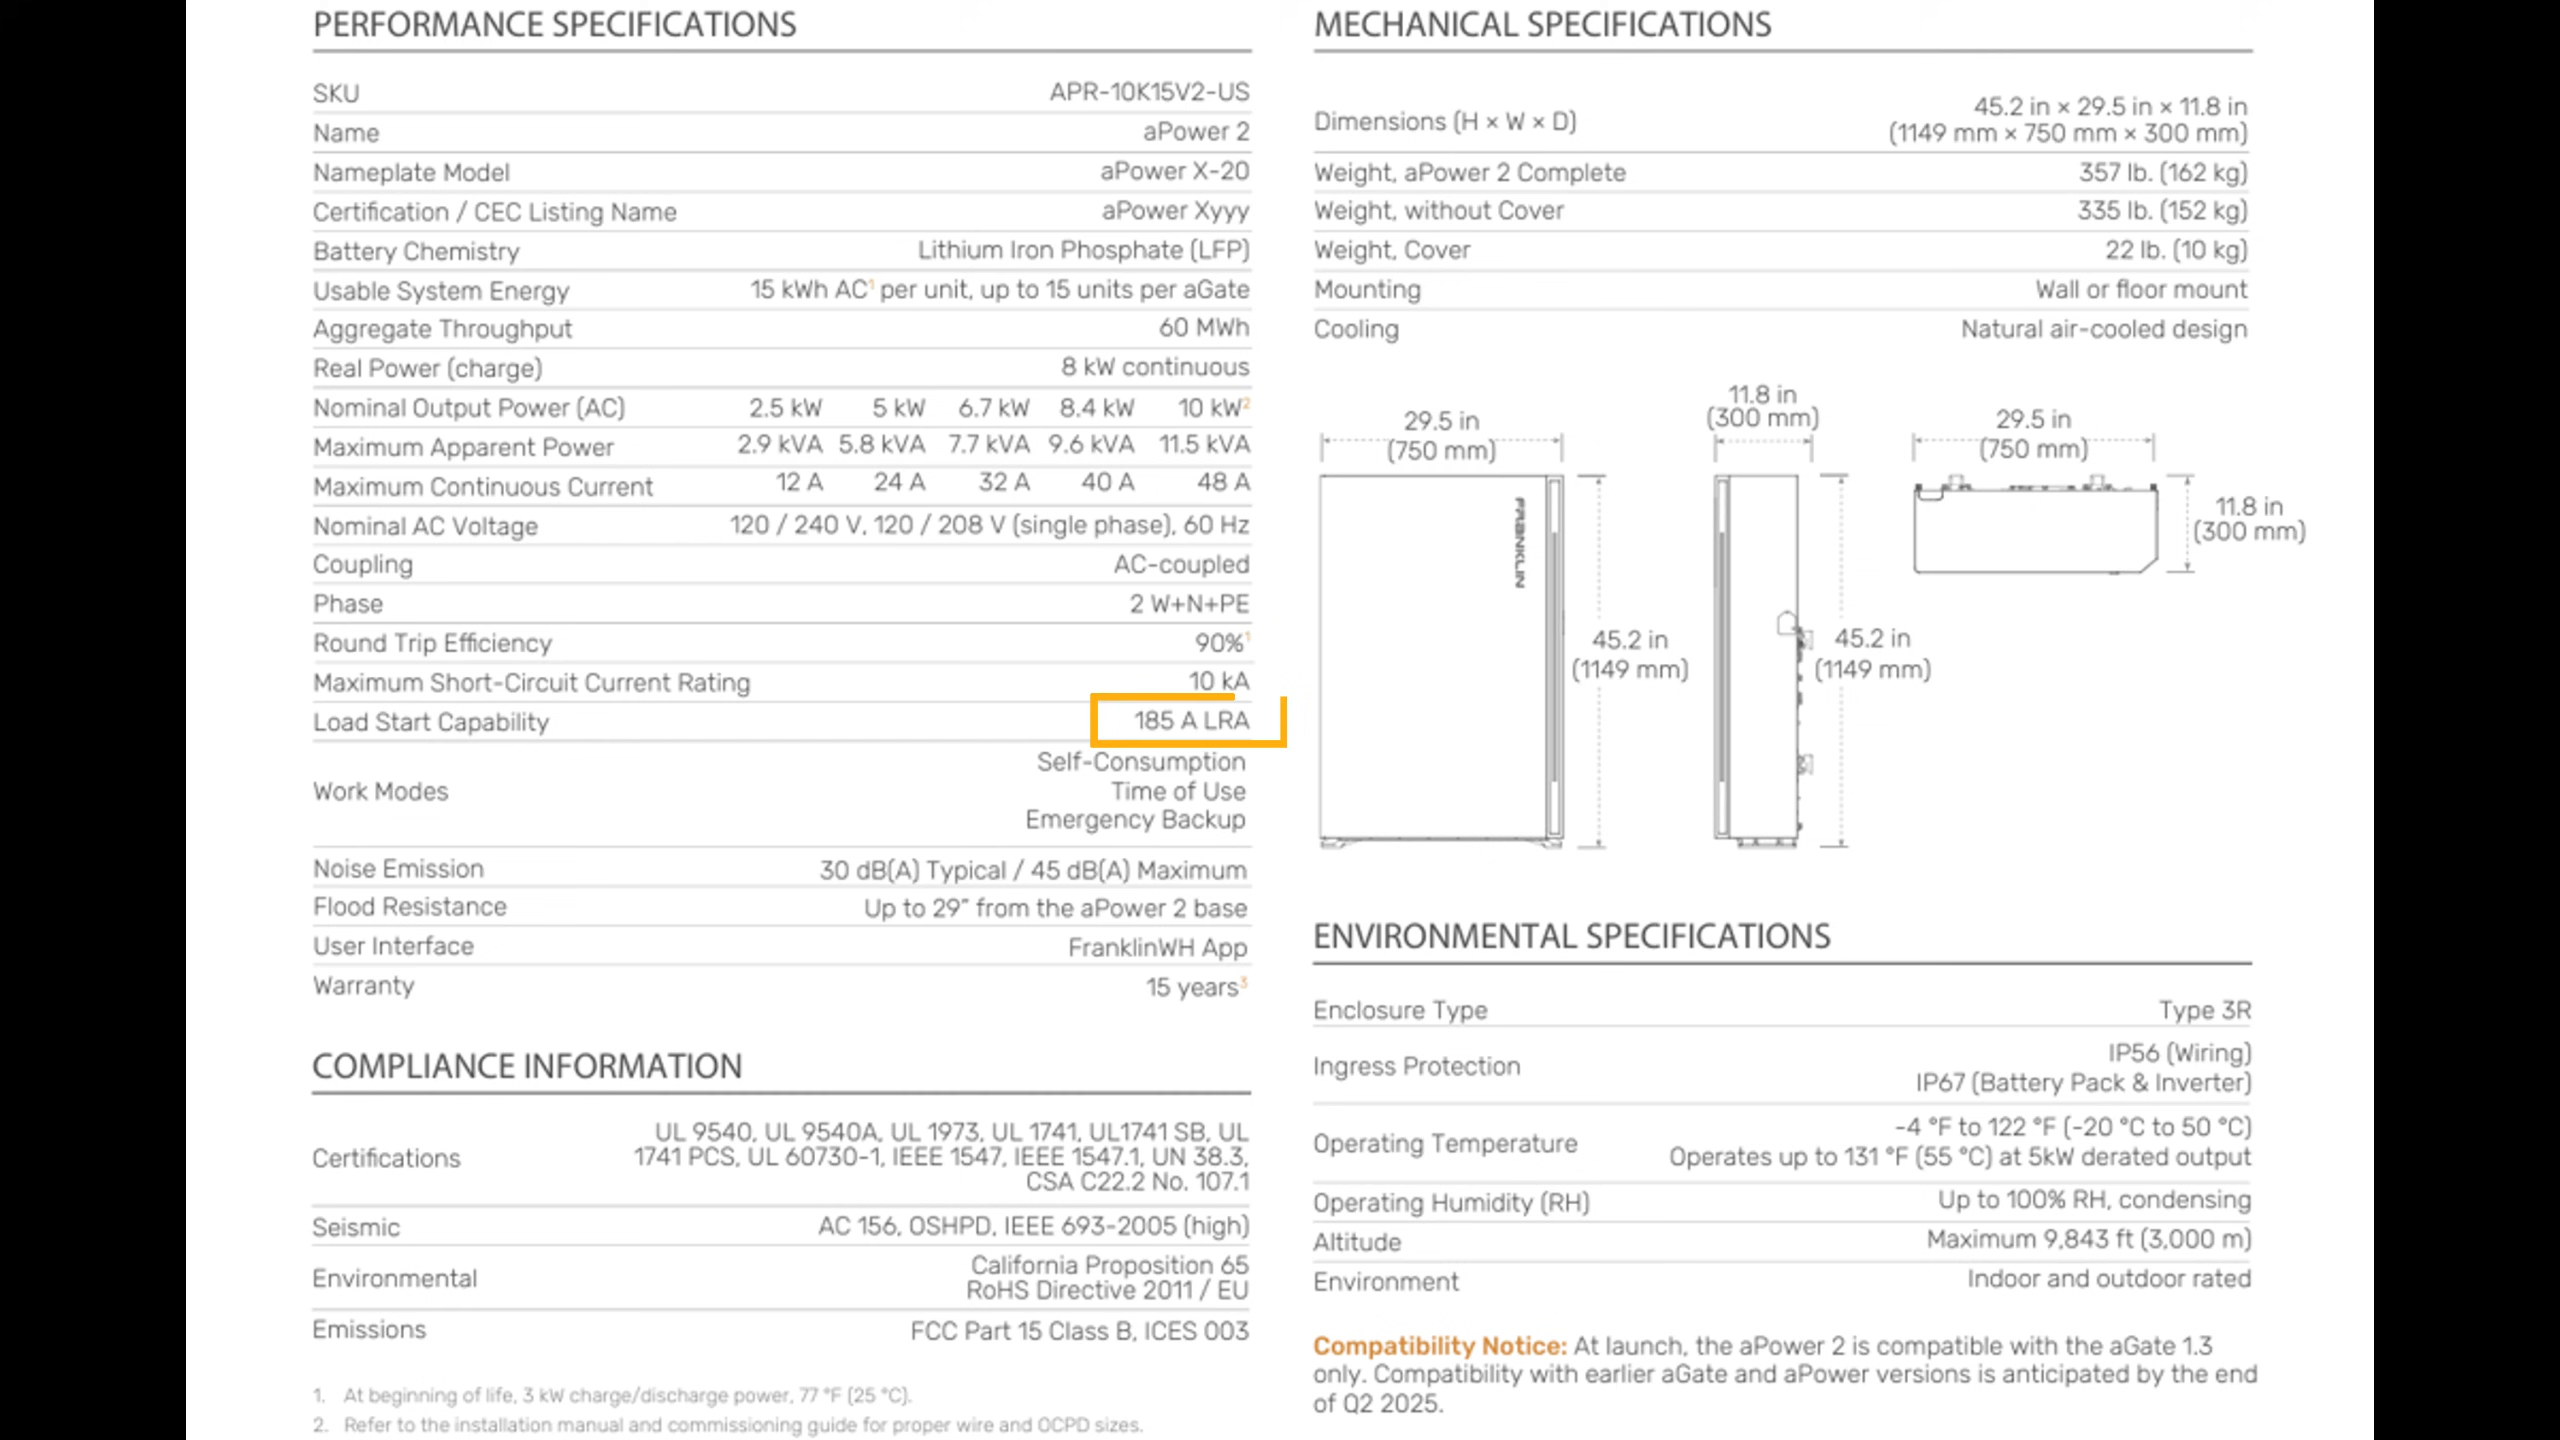 PERFORMANCE SPECIFICATIONS
SKU APR-10K15V2-US
Name aPower 2
Nameplate Model aPower X-20
Certification / CEC Listing Name aPower Xyyy
Battery Chemistry Lithium Iron Phosphate (LFP)
Usable System Energy 15 kWh AC¹ per unit, up to 15 units per aGate
Aggregate Throughput 60 MWh
Real Power (charge) 8 kW continuous
Nominal Output Power (AC) 2.5 kW 5 kW 6.7 kW 8.4 kW 10 kW²
Maximum Apparent Power 2.9 kVA 5.8 kVA 7.7 kVA 9.6 kVA 11.5 kVA
Maximum Continuous Current 12 A 24 A 32 A 40 A 48 A
Nominal AC Voltage 120 / 240 V, 120 / 208 V (single phase), 60 Hz
Coupling AC-coupled
Phase 2 W+N+PE
Round Trip Efficiency 90%¹
Maximum Short-Circuit Current Rating 10 kA
Load Start Capability 185 A LRA
Work Modes Self-Consumption
Time of Use
Emergency Backup
Noise Emission 30 dB(A) Typical / 45 dB(A) Maximum
Flood Resistance Up to 29” from the aPower 2 base
User Interface FranklinWH App
Warranty 15 years³
COMPLIANCE INFORMATION
Certifications UL 9540, UL 9540A, UL 1973, UL 1741, UL1741 SB, UL
1741 PCS, UL 60730-1, IEEE 1547, IEEE 1547.1, UN 38.3,
CSA C22.2 No. 107.1
Seismic AC 156, OSHPD, IEEE 693-2005 (high)
Environmental California Proposition 65
RoHS Directive 2011 / EU
Emissions FCC Part 15 Class B, ICES 003
1. At beginning of life, 3 kW charge/discharge power, 77 °F (25 °C).
2. Refer to the installation manual and commissioning guide for proper wire and OCPD sizes.
MECHANICAL SPECIFICATIONS
Dimensions (H × W × D) 45.2 in × 29.5 in × 11.8 in
(1149 mm × 750 mm × 300 mm)
Weight, aPower 2 Complete 357 lb. (162 kg)
Weight, without Cover 335 lb. (152 kg)
Weight, Cover 22 lb. (10 kg)
Mounting Wall or floor mount
Cooling Natural air-cooled design
29.5 in
(750 mm)
11.8 in
(300 mm)
29.5 in
(750 mm)
FRANKLIN
11.8 in
(300 mm)
45.2 in
(1149 mm)
45.2 in
(1149 mm)
ENVIRONMENTAL SPECIFICATIONS
Enclosure Type Type 3R
Ingress Protection IP56 (Wiring)
IP67 (Battery Pack & Inverter)
Operating Temperature -4 °F to 122 °F (-20 °C to 50 °C)
Operates up to 131 °F (55 °C) at 5kW derated output
Operating Humidity (RH) Up to 100% RH, condensing
Altitude Maximum 9,843 ft (3,000 m)
Environment Indoor and outdoor rated
Compatibility Notice: At launch, the aPower 2 is compatible with the aGate 1.3
only. Compatibility with earlier aGate and aPower versions is anticipated by the end
of Q2 2025.